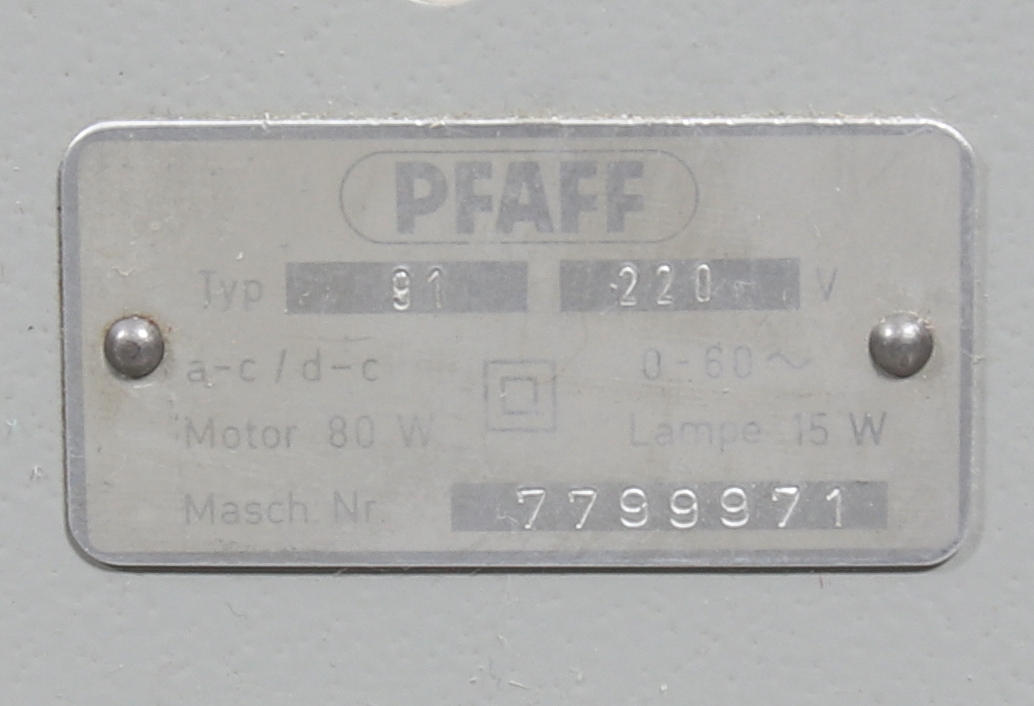 PFAFF
Typ 91 220 V
a-c / d-c 0-60~
Motor 80 W Lampe 15 W
Masch. Nr. 7799971